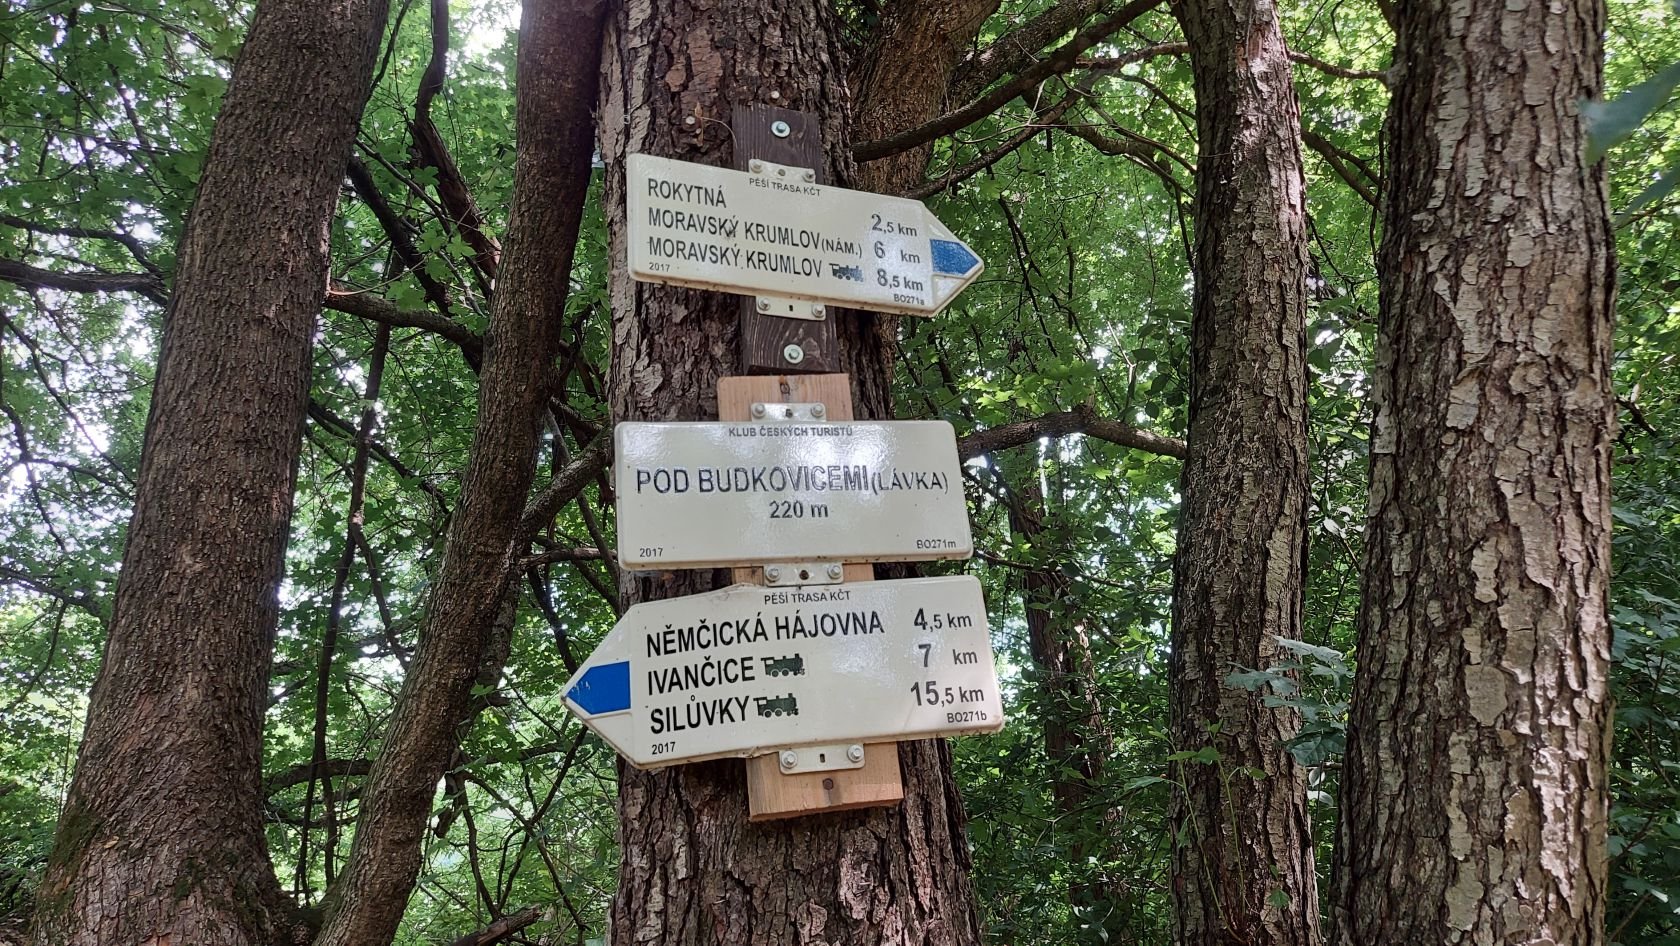 PĚŠÍ TRASA KČT
ROKYTNÁ 2,5 km
MORAVSKÝ KRUMLOV (NÁM.) 6 km
MORAVSKÝ KRUMLOV 8,5 km
2017 BO271a
KLUB ČESKÝCH TURISTŮ
POD BUDKOVICEMI (LÁVKA)
220 m
2017 BO271m
PĚŠÍ TRASA KČT
NĚMČICKÁ HÁJOVNA 4,5 km
IVANČICE 7 km
SILŮVKY 15,5 km
2017 BO271b